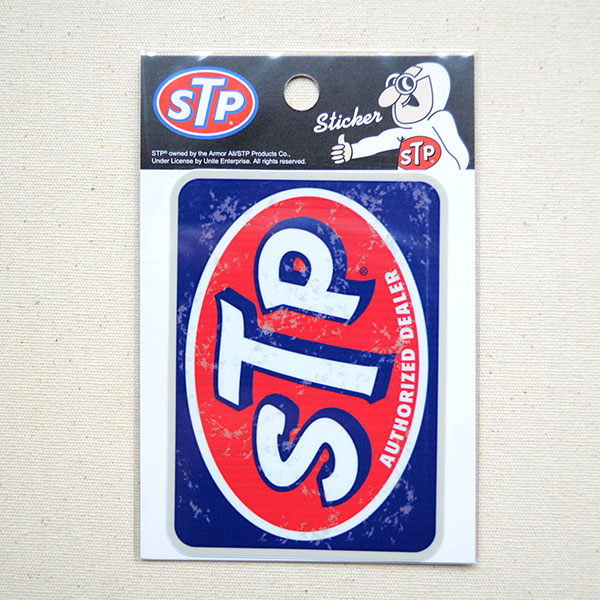 STP
Sticker
STP
STP® owned by the Armor All/STP Products Co.,
Under License by Unite Enterprise. All rights reserved.
STP®
AUTHORIZED DEALER